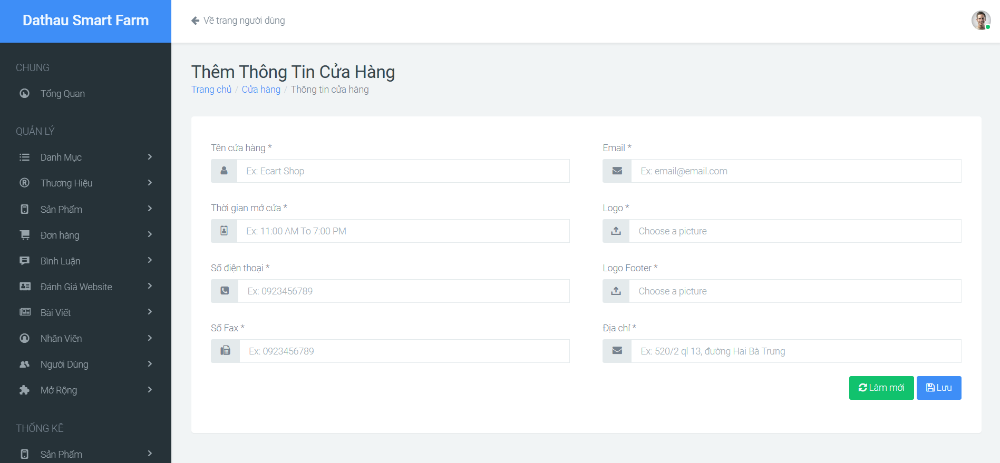 Dathau Smart Farm
Về trang người dùng
CHUNG
Tổng Quan
QUẢN LÝ
Danh Mục
Thương Hiệu
Sản Phẩm
Đơn hàng
Bình Luận
Đánh Giá Website
Bài Viết
Nhân Viên
Người Dùng
Mở Rộng
THỐNG KÊ
Sản Phẩm
Thêm Thông Tin Cửa Hàng
Trang chủ / Cửa hàng / Thông tin cửa hàng
Tên cửa hàng *
Ex: Ecart Shop
Thời gian mở cửa *
Ex: 11:00 AM To 7:00 PM
Số điện thoại *
Ex: 0923456789
Số Fax *
Ex: 0923456789
Email *
Ex: email@email.com
Logo *
Choose a picture
Logo Footer *
Choose a picture
Địa chỉ *
Ex: 520/2 ql 13, đường Hai Bà Trưng
Làm mới
Lưu